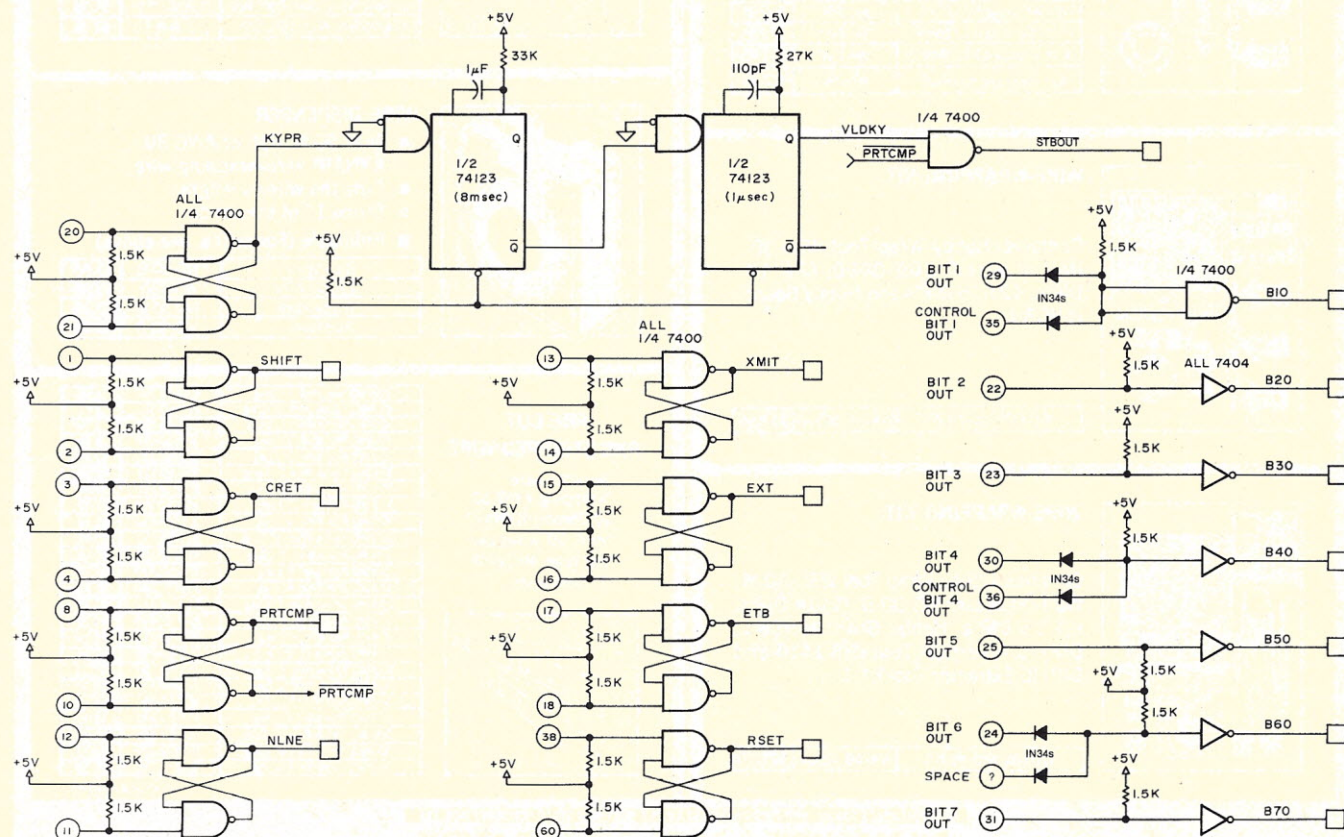 +5V
33K
1µF
+5V
27K
110pF
KYPR
Q
1/2
74123
(8msec)
Q̅
Q
1/2
74123
(1µsec)
Q̅
VLDKY
P̅R̅T̅C̅M̅P̅
1/4 7400
STBOUT
+5V
1.5K
ALL
1/4 7400
20
+5V
1.5K
1.5K
21
1
SHIFT
+5V
1.5K
1.5K
2
3
CRET
+5V
1.5K
1.5K
4
8
PRTCMP
+5V
1.5K
1.5K
10
P̅R̅T̅C̅M̅P̅
12
NLNE
+5V
1.5K
1.5K
11
ALL
1/4 7400
13
XMIT
+5V
1.5K
1.5K
14
15
EXT
+5V
1.5K
1.5K
16
17
ETB
+5V
1.5K
1.5K
18
38
RSET
+5V
1.5K
1.5K
60
+5V
1.5K
BIT 1
OUT
29
IN34s
1/4 7400
B10
CONTROL
BIT 1
OUT
35
+5V
1.5K
BIT 2
OUT
22
ALL 7404
B20
+5V
1.5K
BIT 3
OUT
23
B30
+5V
1.5K
BIT 4
OUT
30
IN34s
B40
CONTROL
BIT 4
OUT
36
BIT 5
OUT
25
B50
1.5K
+5V
1.5K
BIT 6
OUT
24
IN34s
B60
SPACE
?
+5V
1.5K
BIT 7
OUT
31
B70